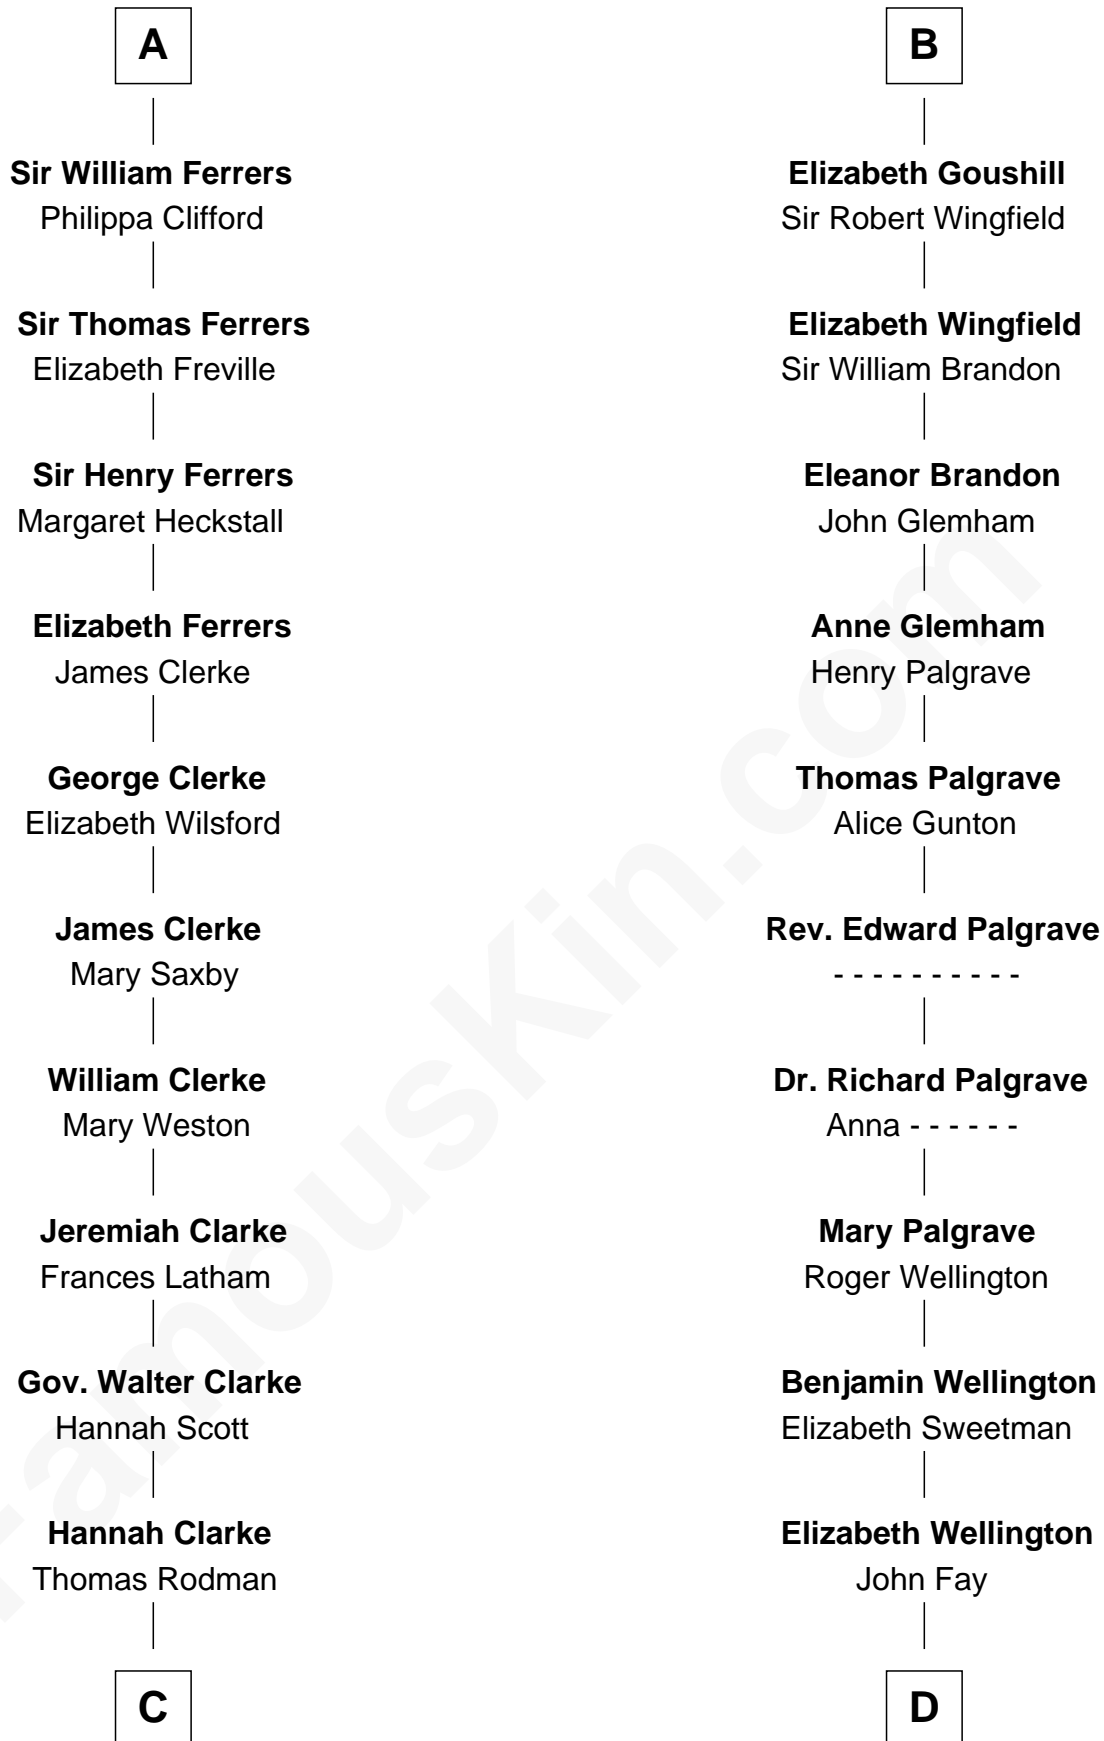 A
Sir William Ferrers
Philippa Clifford
Sir Thomas Ferrers
Elizabeth Freville
Sir Henry Ferrers
Margaret Heckstall
Elizabeth Ferrers
James Clerke
George Clerke
Elizabeth Wilsford
James Clerke
Mary Saxby
William Clerke
Mary Weston
Jeremiah Clarke
Frances Latham
Gov. Walter Clarke
Hannah Scott
Hannah Clarke
Thomas Rodman
C
B
Elizabeth Goushill
Sir Robert Wingfield
Elizabeth Wingfield
Sir William Brandon
Eleanor Brandon
John Glemham
Anne Glemham
Henry Palgrave
Thomas Palgrave
Alice Gunton
Rev. Edward Palgrave
- - - - - - - - - -
Dr. Richard Palgrave
Anna - - - - - -
Mary Palgrave
Roger Wellington
Benjamin Wellington
Elizabeth Sweetman
Elizabeth Wellington
John Fay
D
FamousKin.com